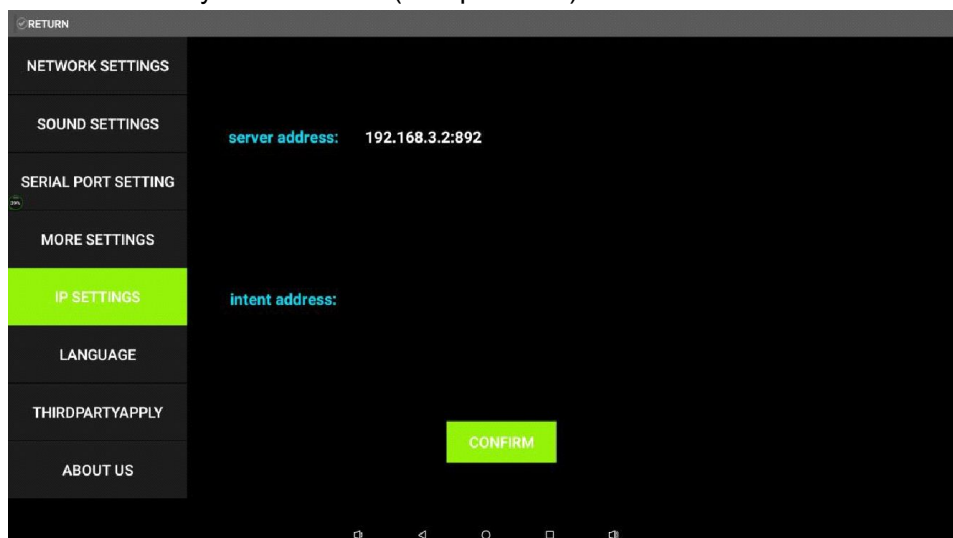 RETURN
NETWORK SETTINGS
SOUND SETTINGS
server address: 192.168.3.2:892
SERIAL PORT SETTING
MORE SETTINGS
IP SETTINGS
intent address:
LANGUAGE
THIRDPARTYAPPLY
CONFIRM
ABOUT US